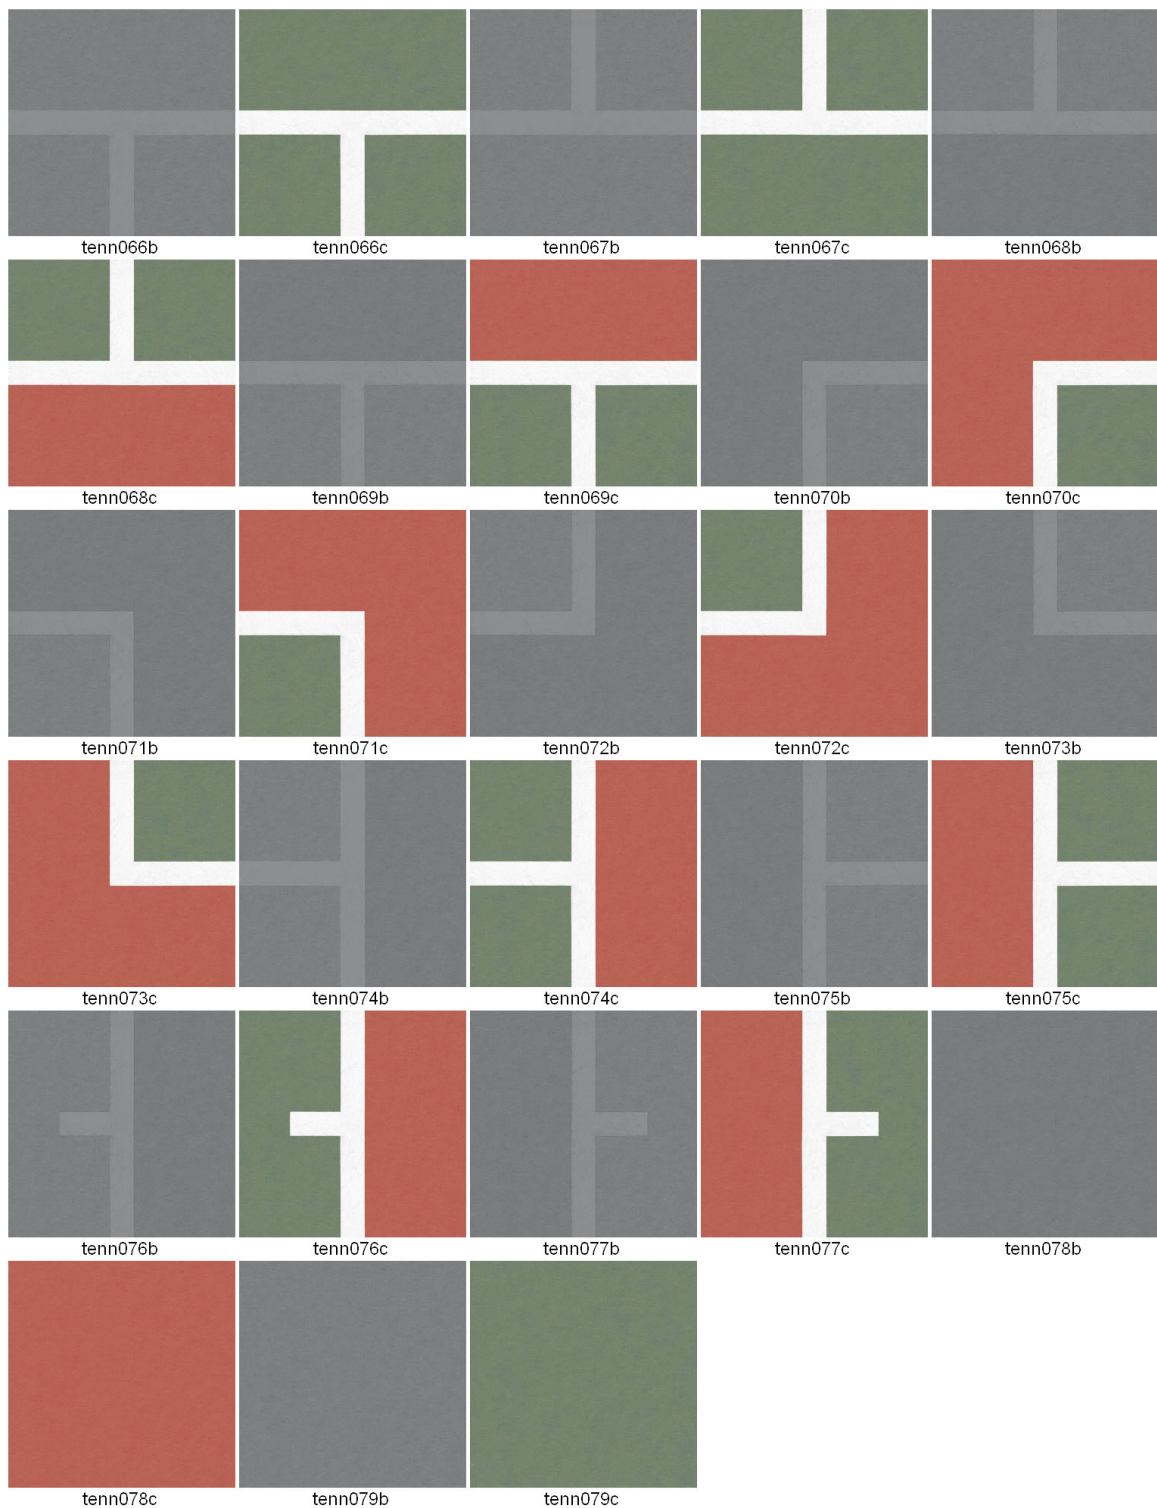 tenn066b tenn066c tenn067b tenn067c tenn068b
tenn068c tenn069b tenn069c tenn070b tenn070c
tenn071b tenn071c tenn072b tenn072c tenn073b
tenn073c tenn074b tenn074c tenn075b tenn075c
tenn076b tenn076c tenn077b tenn077c tenn078b
tenn078c tenn079b tenn079c